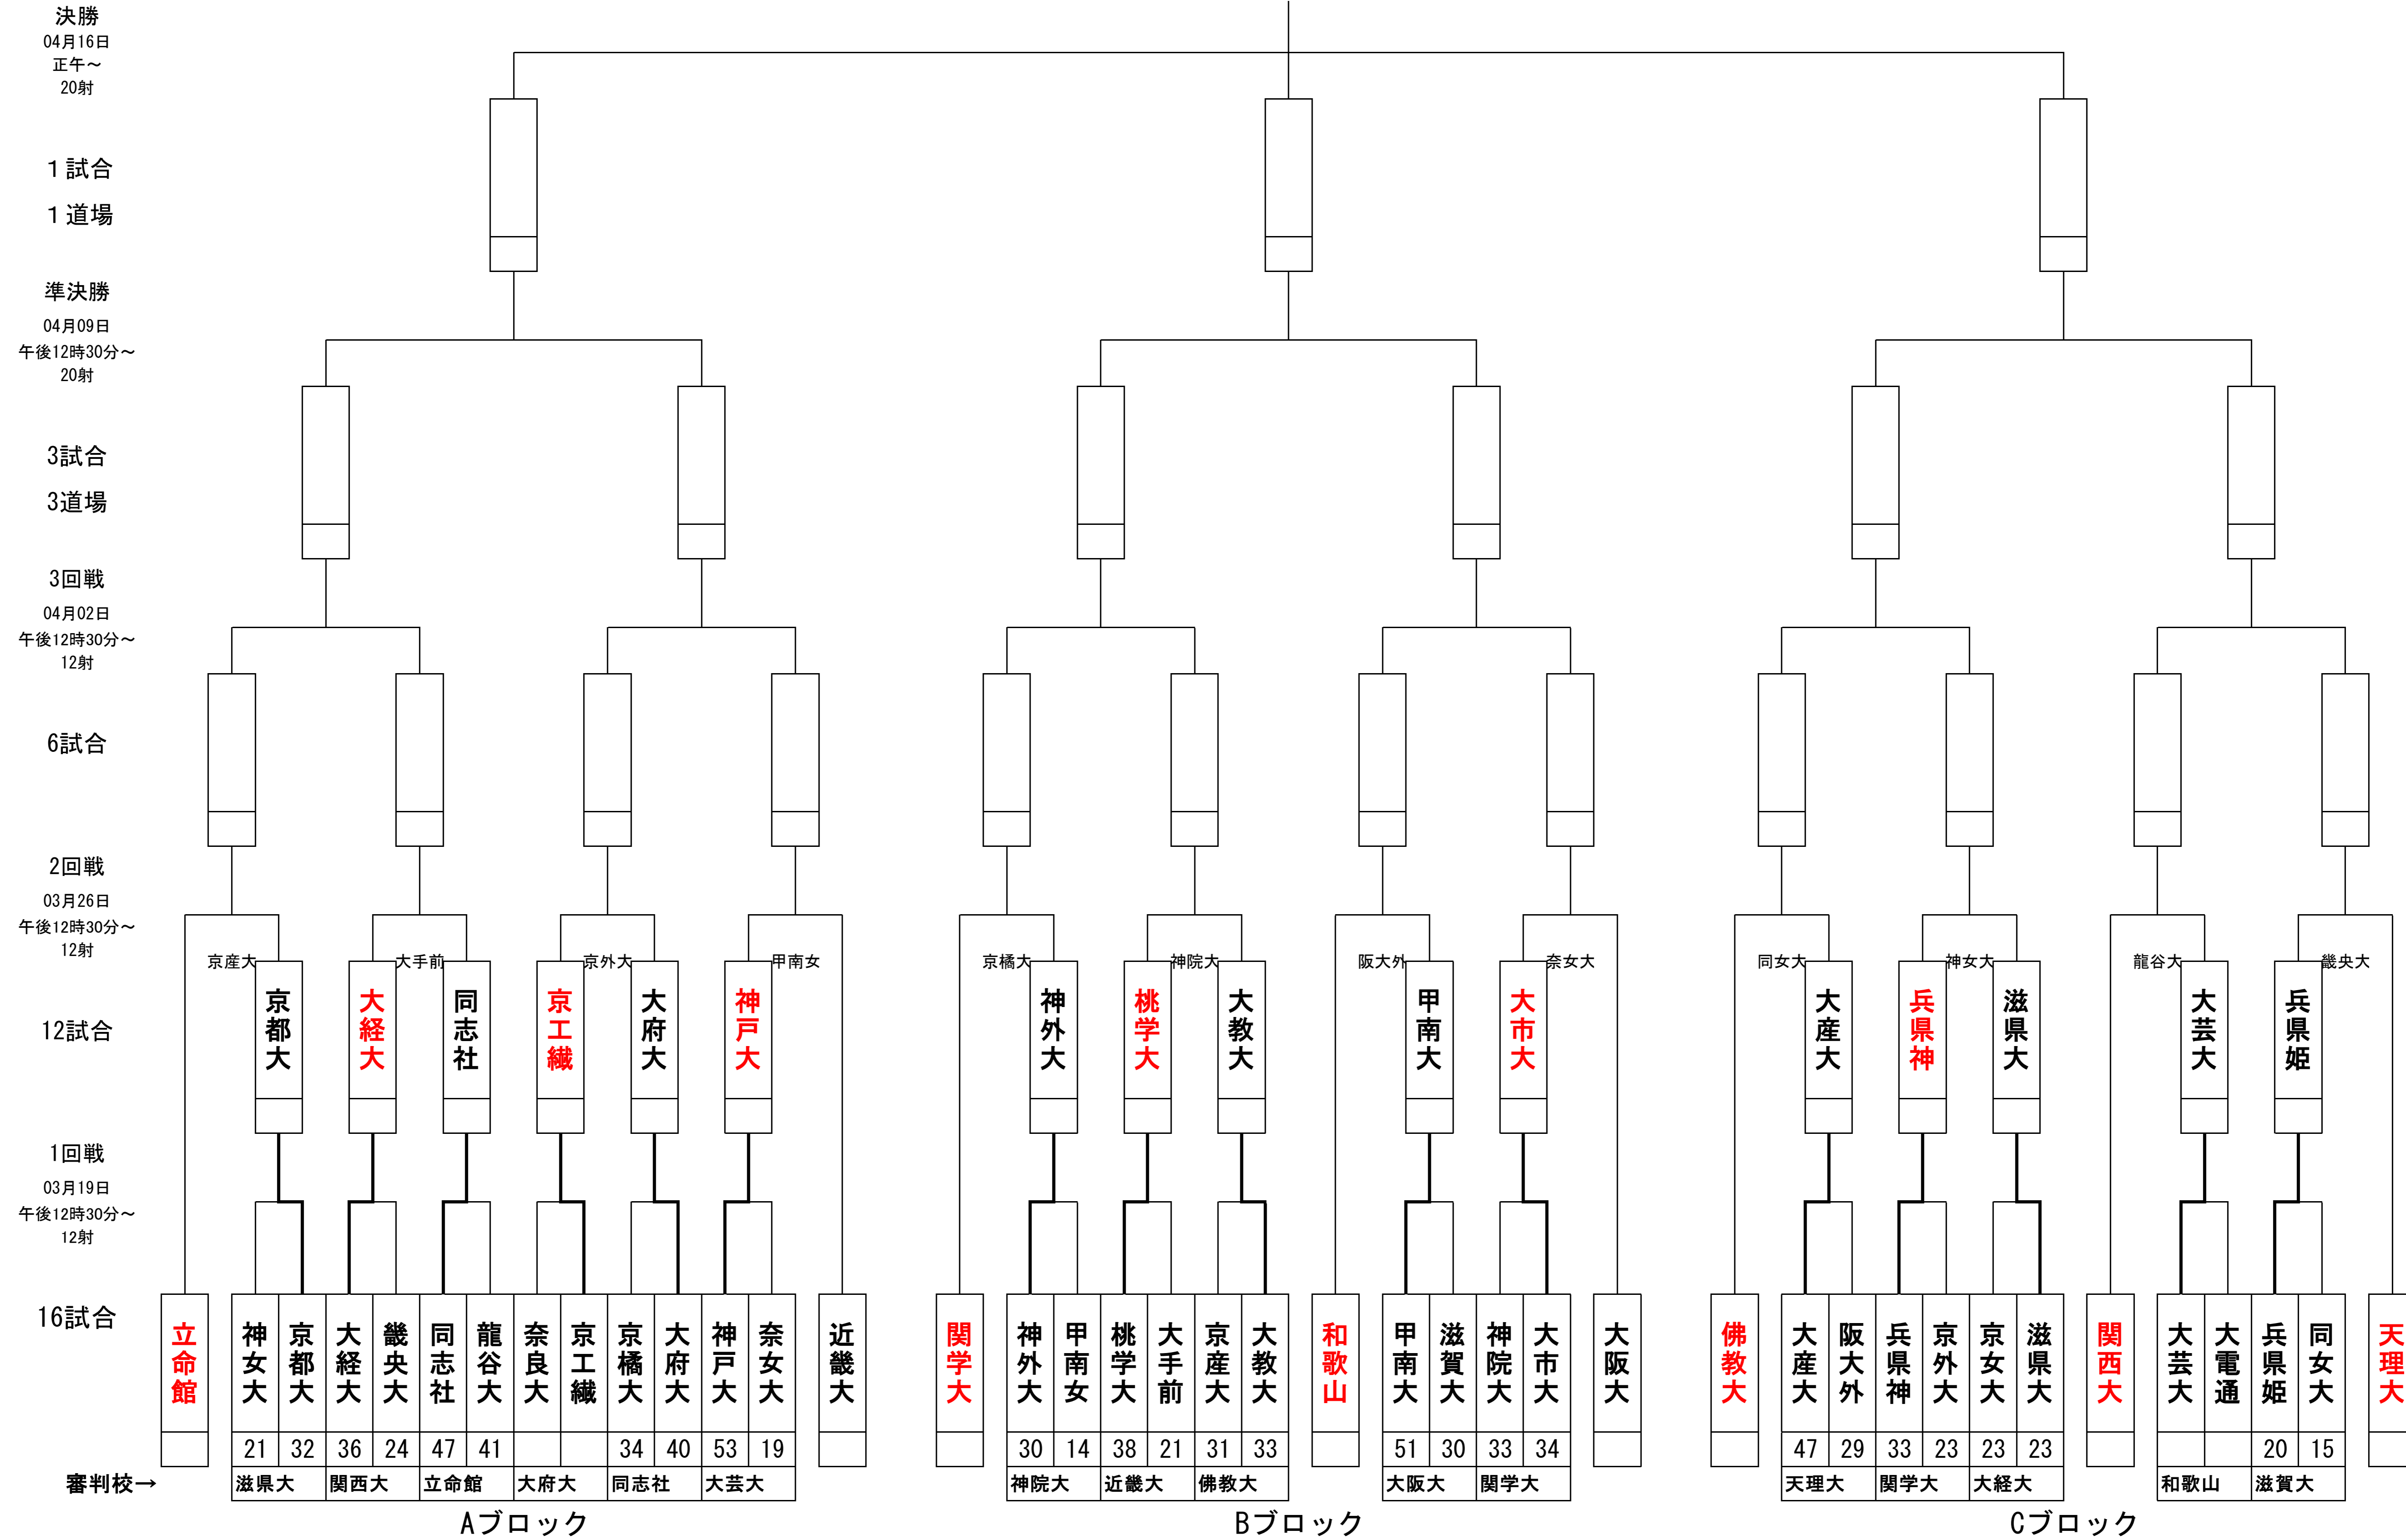 決勝
04月16日
正午～
20射
１試合
１道場
準決勝
04月09日
午後12時30分～
20射
3試合
3道場
3回戦
04月02日
午後12時30分～
12射
6試合
2回戦
03月26日
午後12時30分～
12射
京産大
大手前
京外大
甲南女
京橘大
神院大
阪大外
奈女大
同女大
神女大
龍谷大
畿央大
12試合
京都大
大経大
同志社
京工繊
大府大
神戸大
神外大
桃学大
大教大
甲南大
大市大
大産大
兵県神
滋県大
大芸大
兵県姫
1回戦
03月19日
午後12時30分～
12射
16試合
立命館
神女大
京都大
大経大
畿央大
同志社
龍谷大
奈良大
京工繊
京橘大
大府大
神戸大
奈女大
近畿大
関学大
神外大
甲南女
桃学大
大手前
京産大
大教大
和歌山
甲南大
滋賀大
神院大
大市大
大阪大
佛教大
大産大
阪大外
兵県神
京外大
京女大
滋県大
関西大
大芸大
大電通
兵県姫
同女大
天理大
21 32 36 24 47 41 34 40 53 19 30 14 38 21 31 33 51 30 33 34 47 29 33 23 23 23 20 15
審判校→ 滋県大 関西大 立命館 大府大 同志社 大芸大 神院大 近畿大 佛教大 大阪大 関学大 天理大 関学大 大経大 和歌山 滋賀大
Aブロック Bブロック Cブロック